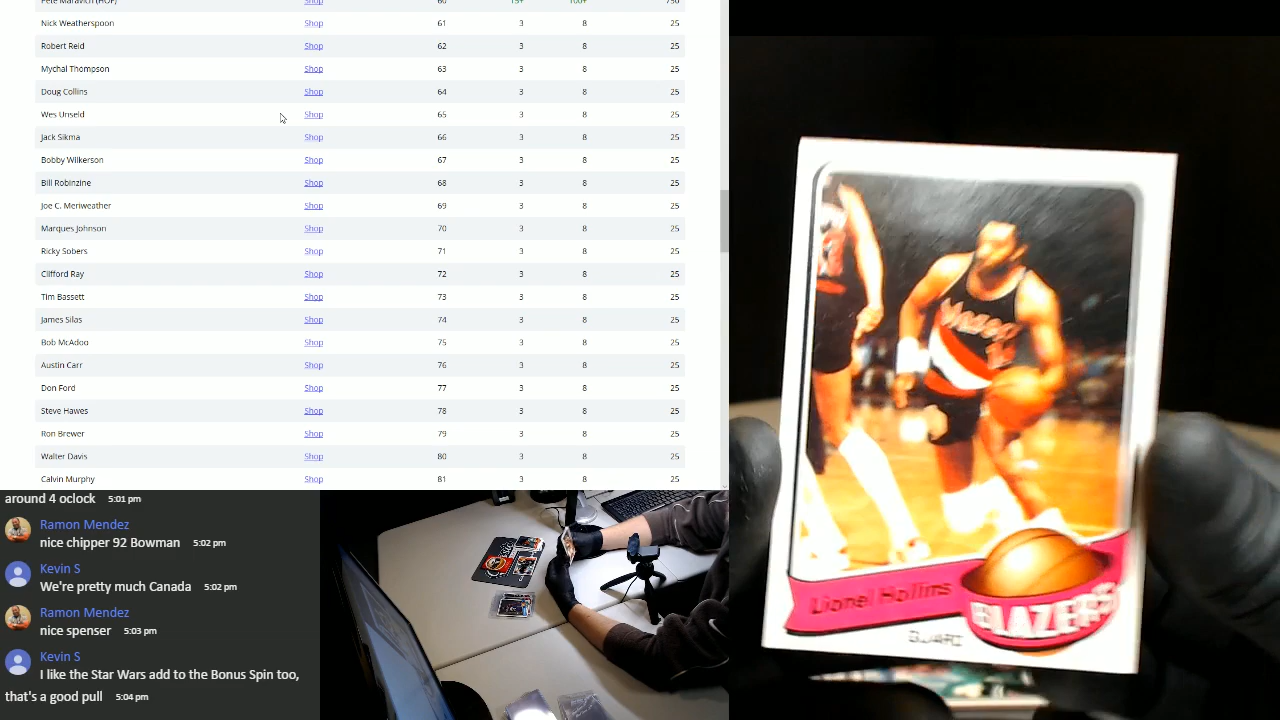 Pete Maravich (HOF) 60 15+ 100+ 750
Nick Weatherspoon Shop 61 3 8 25
Robert Reid Shop 62 3 8 25
Mychal Thompson Shop 63 3 8 25
Doug Collins Shop 64 3 8 25
Wes Unseld Shop 65 3 8 25
Jack Sikma Shop 66 3 8 25
Bobby Wilkerson Shop 67 3 8 25
Bill Robinzine Shop 68 3 8 25
Joe C. Meriweather Shop 69 3 8 25
Marques Johnson Shop 70 3 8 25
Ricky Sobers Shop 71 3 8 25
Clifford Ray Shop 72 3 8 25
Tim Bassett Shop 73 3 8 25
James Silas Shop 74 3 8 25
Bob McAdoo Shop 75 3 8 25
Austin Carr Shop 76 3 8 25
Don Ford Shop 77 3 8 25
Steve Hawes Shop 78 3 8 25
Ron Brewer Shop 79 3 8 25
Walter Davis Shop 80 3 8 25
Calvin Murphy Shop 81 3 8 25
around 4 oclock 5:01 pm
Ramon Mendez
nice chipper 92 Bowman 5:02 pm
Kevin S
We're pretty much Canada 5:02 pm
Ramon Mendez
nice spenser 5:03 pm
Kevin S
I like the Star Wars add to the Bonus Spin too,
that's a good pull 5:04 pm
Lionel Hollins
BLAZERS
GUARD